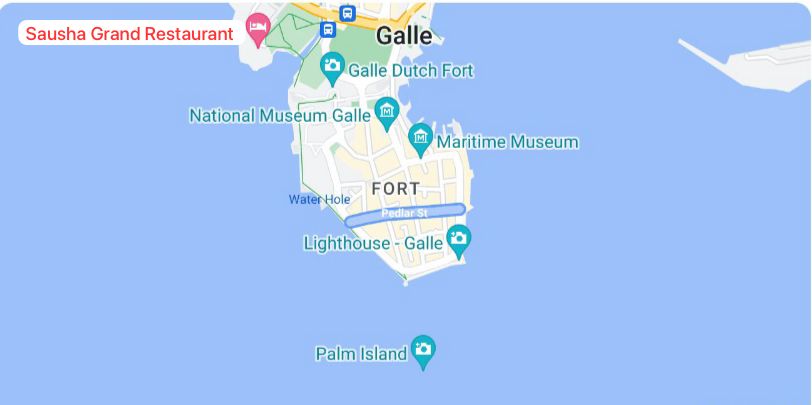 Sausha Grand Restaurant
Galle
Galle Dutch Fort
National Museum Galle
Maritime Museum
FORT
Water Hole
Pedlar St
Lighthouse - Galle
Palm Island